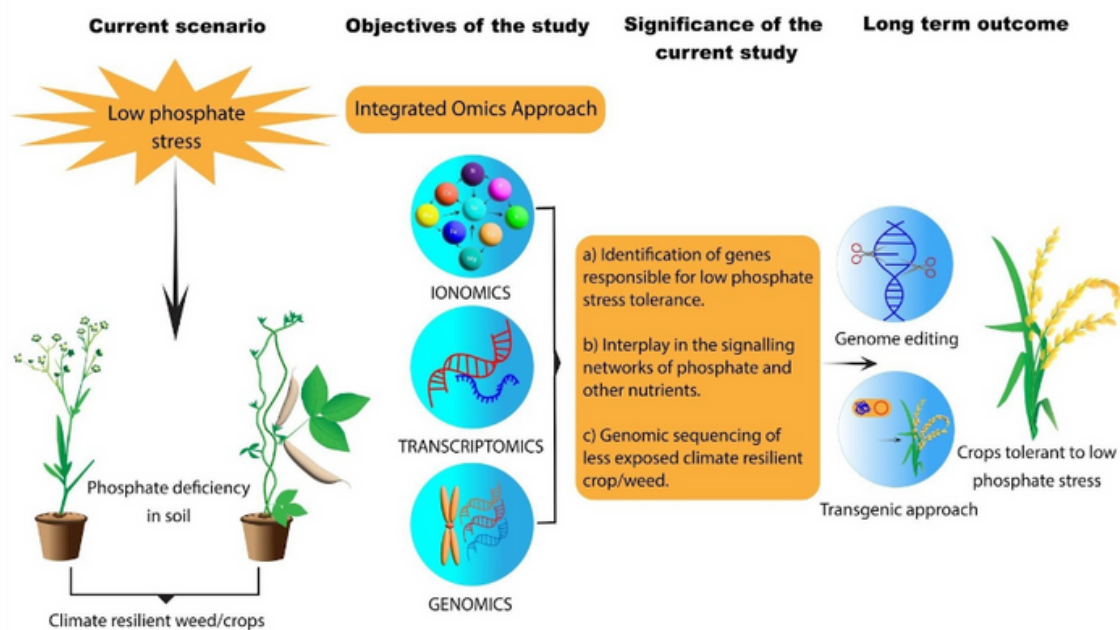 Current scenario
Objectives of the study
Significance of the
current study
Long term outcome
Low phosphate
stress
Integrated Omics Approach
IONOMICS
TRANSCRIPTOMICS
GENOMICS
Phosphate deficiency
in soil
Climate resilient weed/crops
a) Identification of genes
responsible for low phosphate
stress tolerance.
b) Interplay in the signalling
networks of phosphate and
other nutrients.
c) Genomic sequencing of
less exposed climate resilient
crop/weed.
Genome editing
Transgenic approach
Crops tolerant to low
phosphate stress